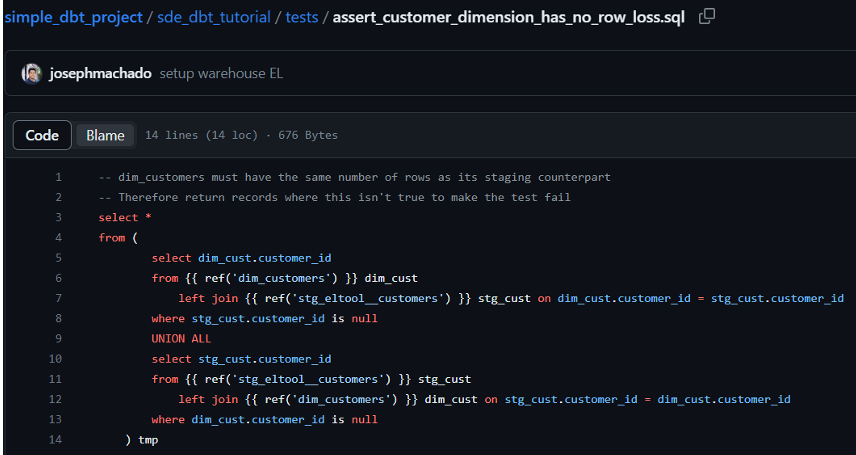 simple_dbt_project / sde_dbt_tutorial / tests / assert_customer_dimension_has_no_row_loss.sql
josephmachado setup warehouse EL
Code Blame 14 lines (14 loc) · 676 Bytes
1 -- dim_customers must have the same number of rows as its staging counterpart
2 -- Therefore return records where this isn't true to make the test fail
3 select *
4 from (
5 select dim_cust.customer_id
6 from {{ ref('dim_customers') }} dim_cust
7 left join {{ ref('stg_eltool__customers') }} stg_cust on dim_cust.customer_id = stg_cust.customer_id
8 where stg_cust.customer_id is null
9 UNION ALL
10 select stg_cust.customer_id
11 from {{ ref('stg_eltool__customers') }} stg_cust
12 left join {{ ref('dim_customers') }} dim_cust on stg_cust.customer_id = dim_cust.customer_id
13 where dim_cust.customer_id is null
14 ) tmp